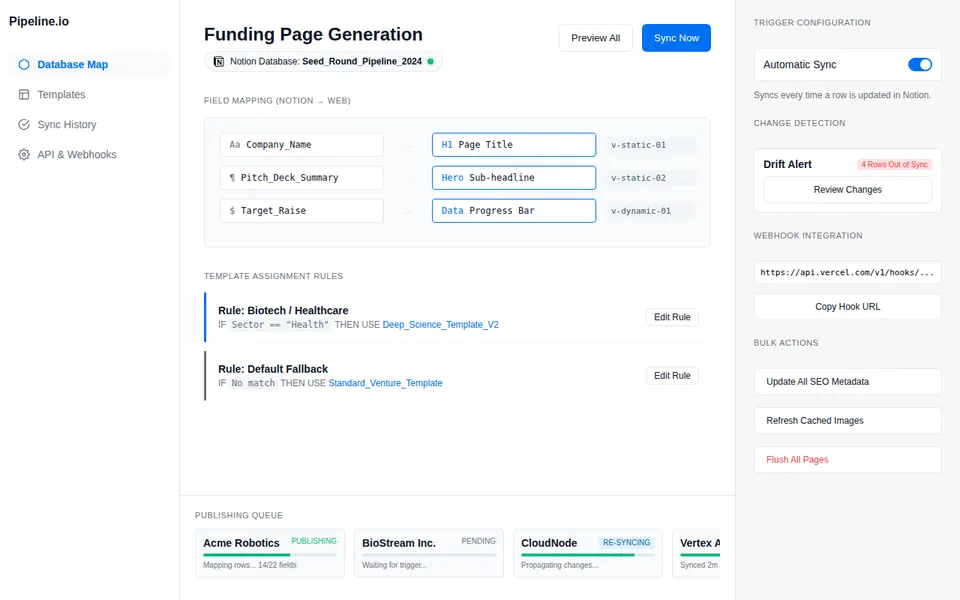 Pipeline.io
Database Map
Templates
Sync History
API & Webhooks
Funding Page Generation
Notion Database: Seed_Round_Pipeline_2024
Preview All
Sync Now
FIELD MAPPING (NOTION → WEB)
Aa Company_Name
H1 Page Title
v-static-01
¶ Pitch_Deck_Summary
Hero Sub-headline
v-static-02
$ Target_Raise
Data Progress Bar
v-dynamic-01
TEMPLATE ASSIGNMENT RULES
Rule: Biotech / Healthcare
IF Sector == "Health" THEN USE Deep_Science_Template_V2
Edit Rule
Rule: Default Fallback
IF No match THEN USE Standard_Venture_Template
Edit Rule
PUBLISHING QUEUE
Acme Robotics PUBLISHING
Mapping rows... 14/22 fields
BioStream Inc. PENDING
Waiting for trigger...
CloudNode RE-SYNCING
Propagating changes...
Vertex A
Synced 2m
TRIGGER CONFIGURATION
Automatic Sync
Syncs every time a row is updated in Notion.
CHANGE DETECTION
Drift Alert 4 Rows Out of Sync
Review Changes
WEBHOOK INTEGRATION
https://api.vercel.com/v1/hooks/...
Copy Hook URL
BULK ACTIONS
Update All SEO Metadata
Refresh Cached Images
Flush All Pages